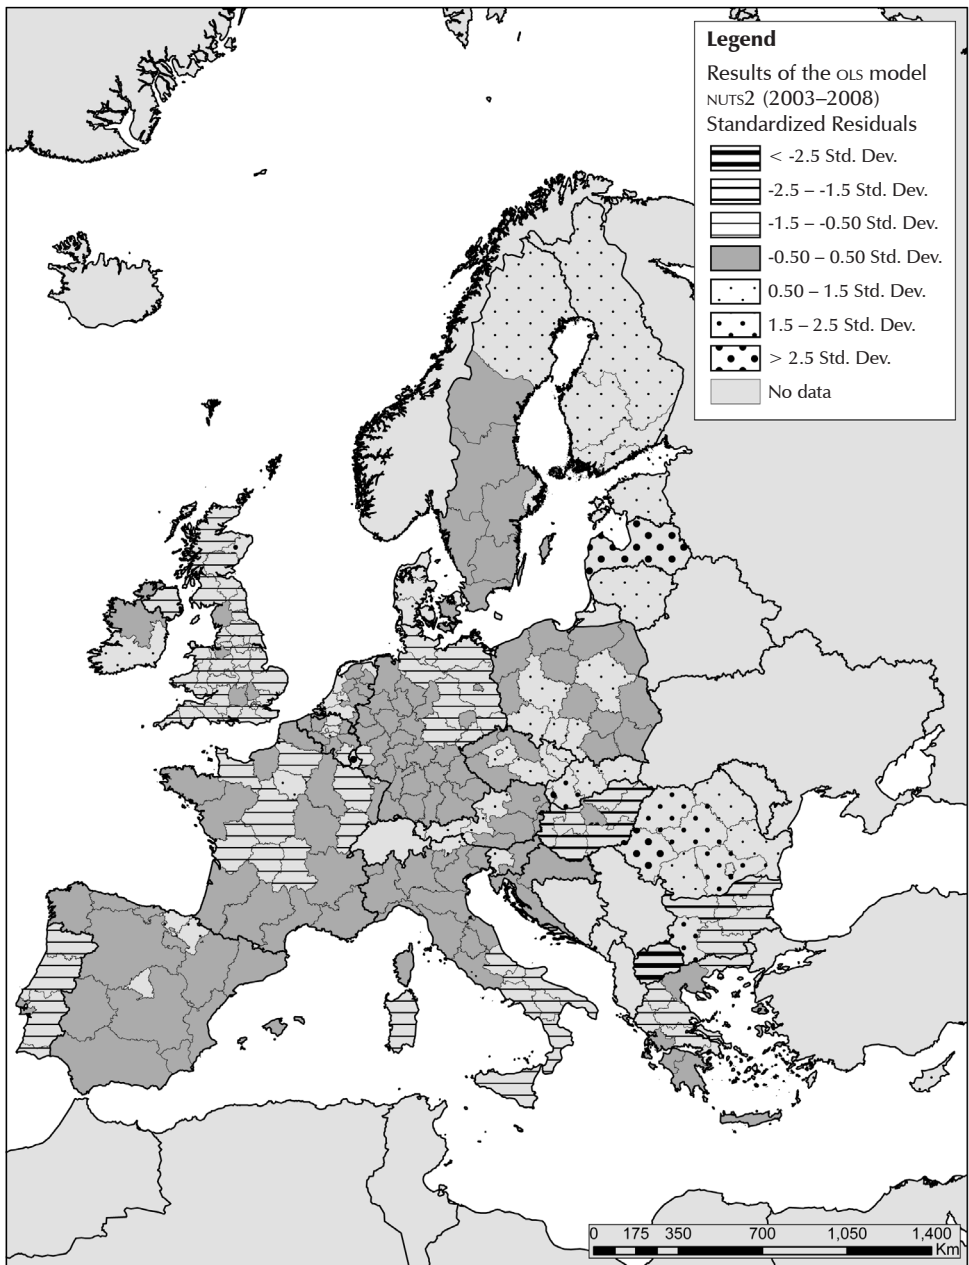 Legend
Results of the OLS model
NUTS2 (2003–2008)
Standardized Residuals
< -2.5 Std. Dev.
-2.5 – -1.5 Std. Dev.
-1.5 – -0.50 Std. Dev.
-0.50 – 0.50 Std. Dev.
0.50 – 1.5 Std. Dev.
1.5 – 2.5 Std. Dev.
> 2.5 Std. Dev.
No data
0 175 350 700 1,050 1,400
Km